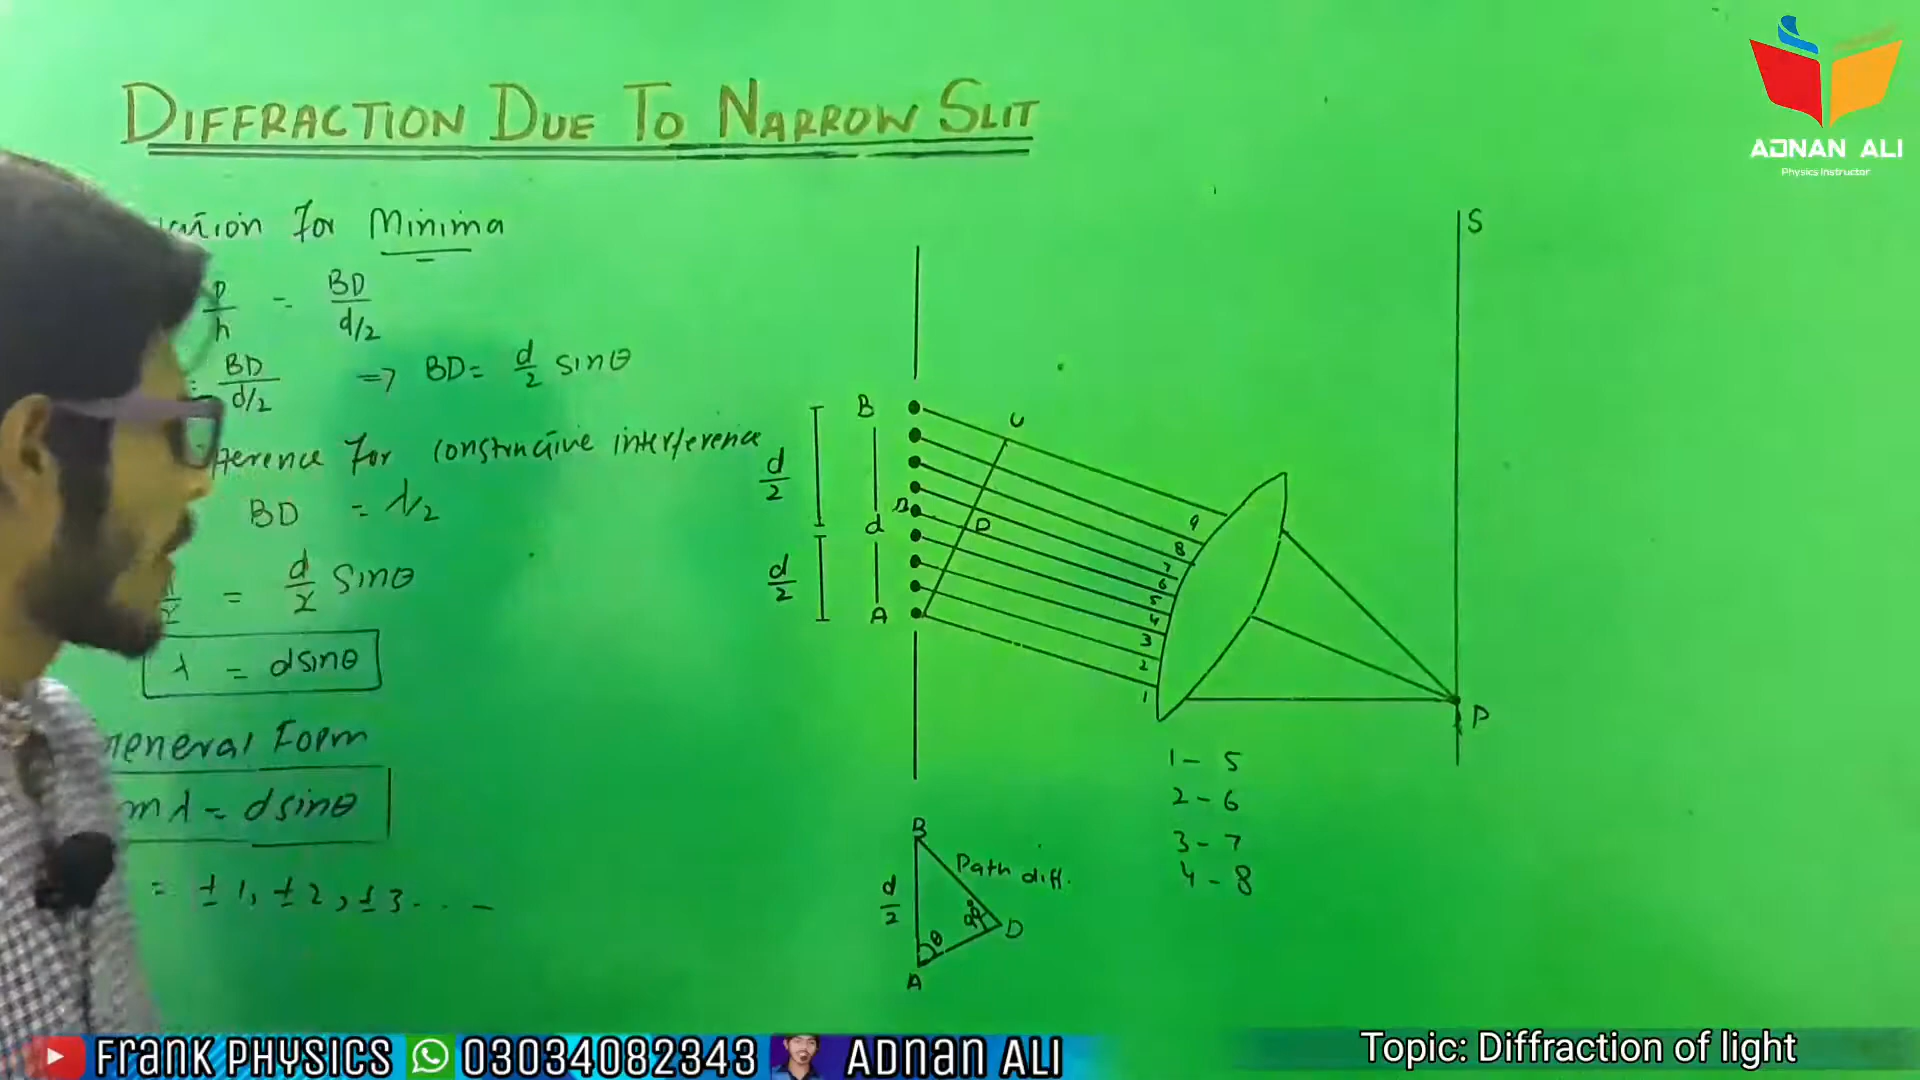 DIFFRACTION DUE TO NARROW SLIT
ADNAN ALI
Physics Instructor
For Minima
P/h = BD/d/2
BD/d/2 => BD = d/2 sinθ
For constructive interference
BD = λ/2
= d/2 sinθ
λ = dsinθ
General Form
mλ = dsinθ
= ±1, ±2, ±3 . . . -
S
B
d/2
B
d
d/2
A
D
9
8
7
6
5
4
3
2
1
P
1 - 5
2 - 6
3 - 7
4 - 8
B
Path diff.
d/2
90°
D
θ
A
Frank PHYSICS 03034082343 ADnan ALI
Topic: Diffraction of light